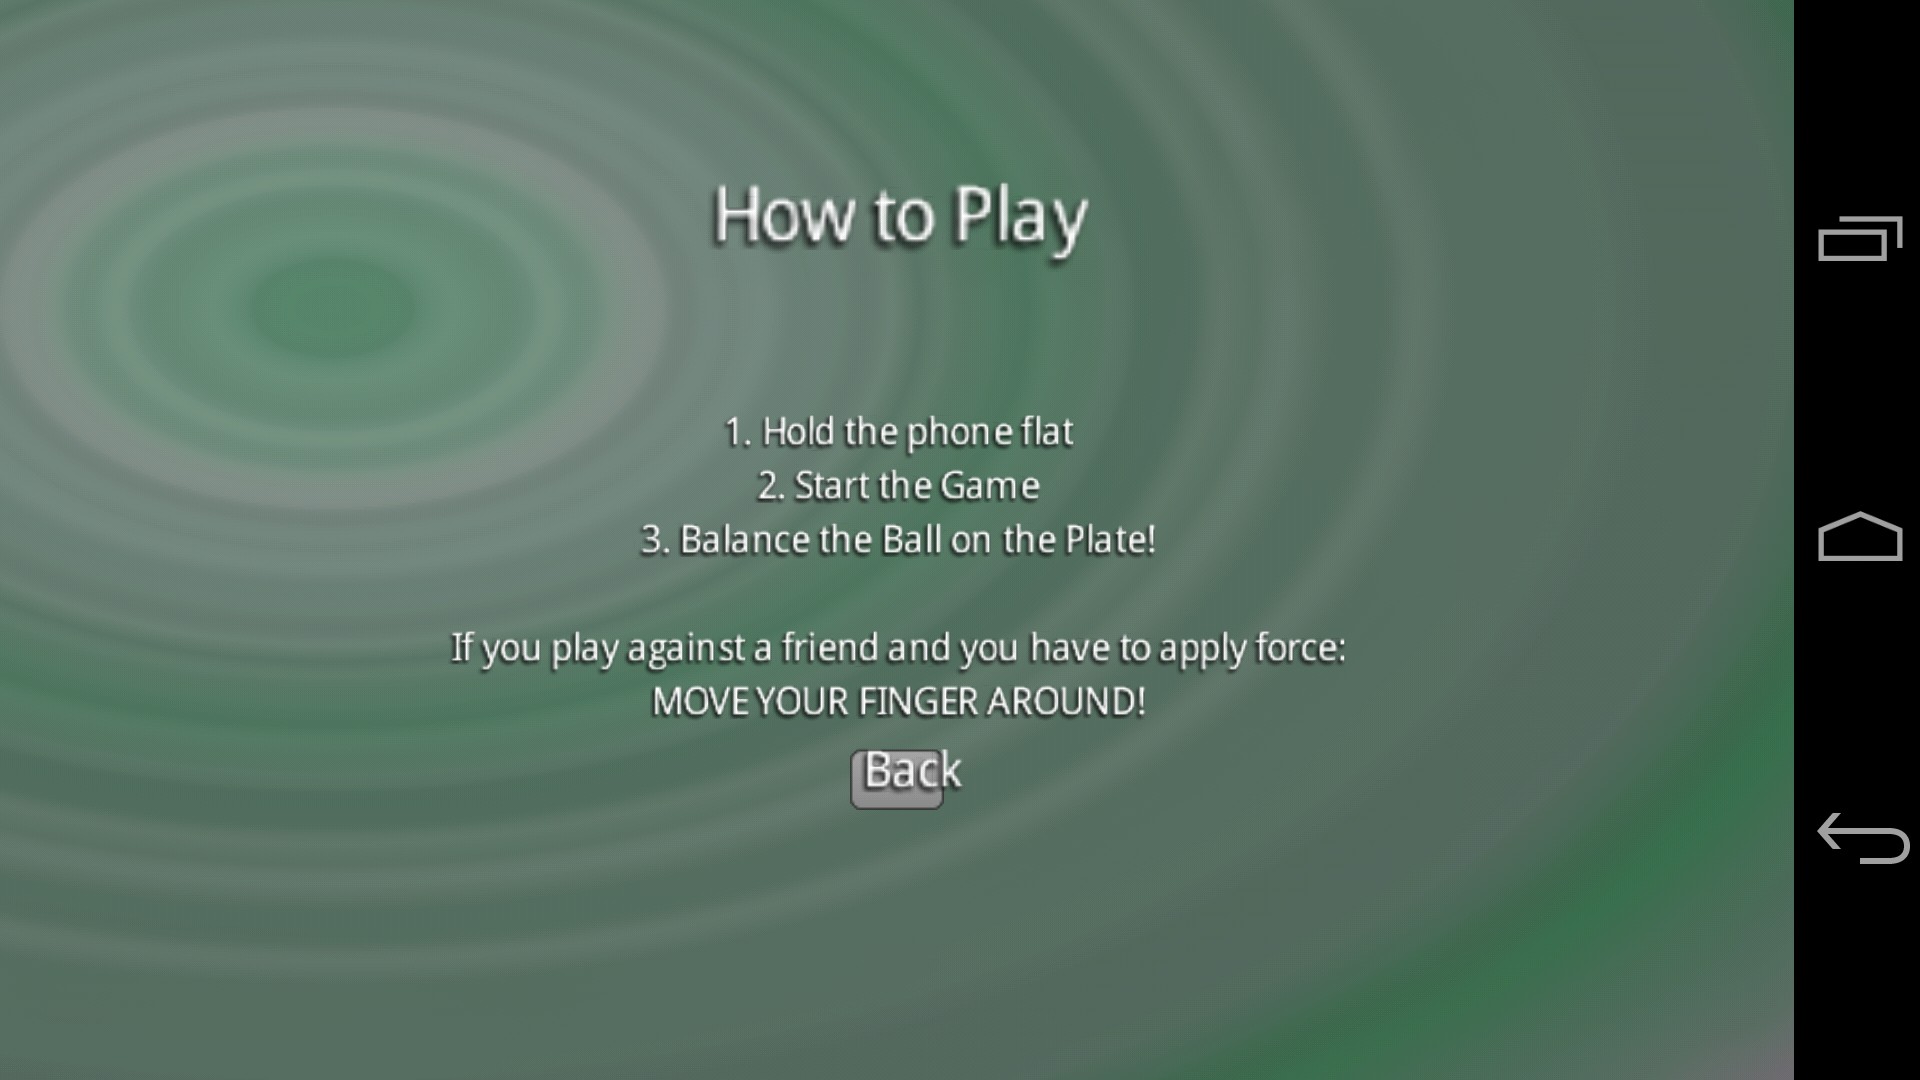 How to Play
1. Hold the phone flat
2. Start the Game
3. Balance the Ball on the Plate!
If you play against a friend and you have to apply force:
MOVE YOUR FINGER AROUND!
Back